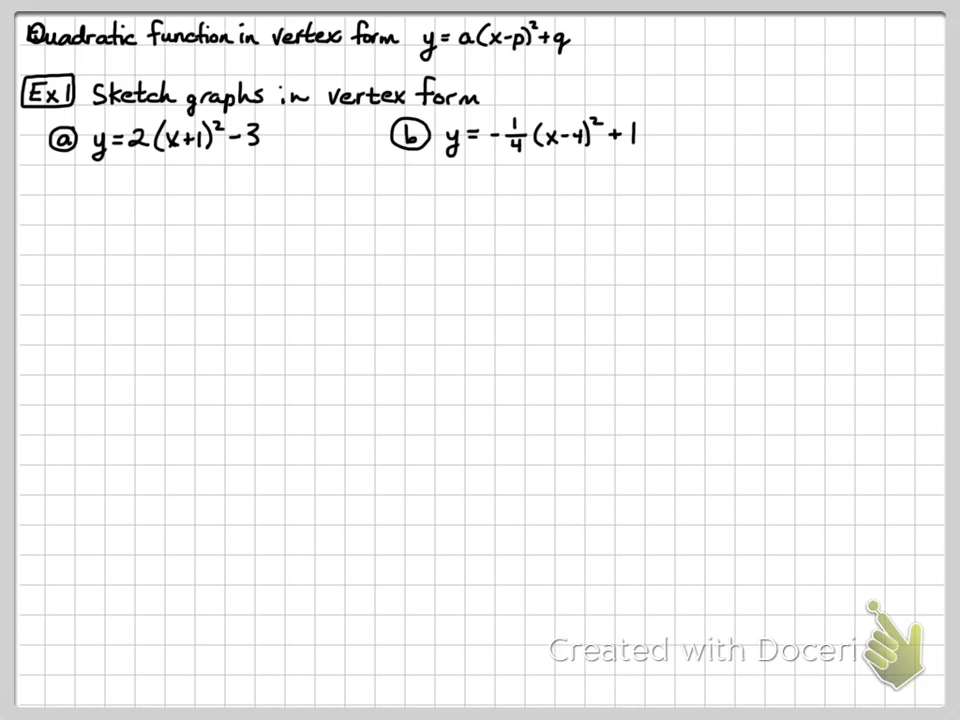 Quadratic function in vertex form y = a(x-p)²+q
Ex 1 Sketch graphs in vertex form
ⓐ y=2(x+1)²-3 ⓑ y = -1/4 (x-4)² + 1
Created with Doceri